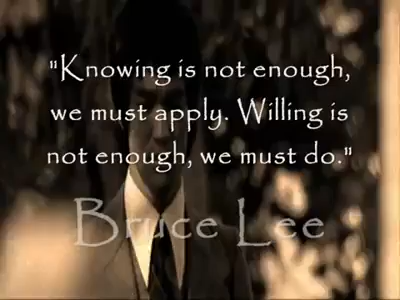 "Knowing is not enough,
we must apply. Willing is
not enough, we must do."
Bruce Lee